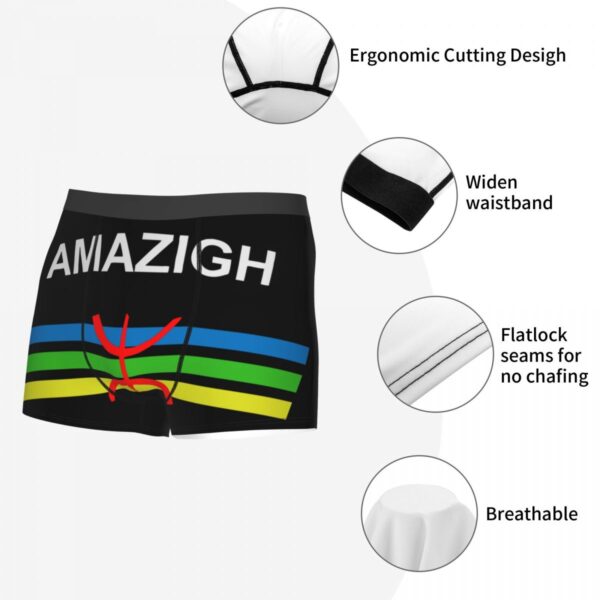 Ergonomic Cutting Desigh
Widen
waistband
AMAZIGH
Flatlock
seams for
no chafing
Breathable